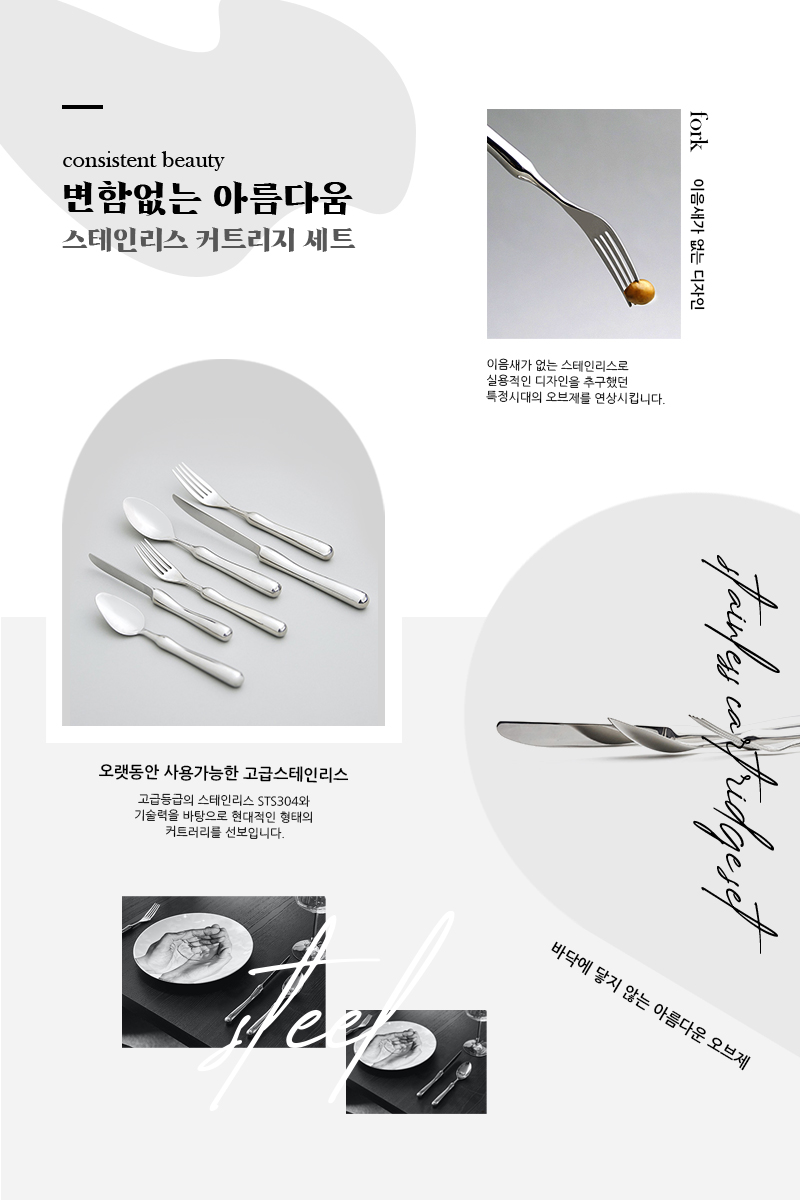 consistent beauty
변함없는 아름다움
스테인리스 커트리지 세트
fork
이음새가 없는 디자인
이음새가 없는 스테인리스로
실용적인 디자인을 추구했던
특정시대의 오브제를 연상시킵니다.
stainless cartridge set
오랫동안 사용가능한 고급스테인리스
고급등급의 스테인리스 STS304와
기술력을 바탕으로 현대적인 형태의
커트러리를 선보입니다.
steel
바닥에 닿지 않는 아름다운 오브제